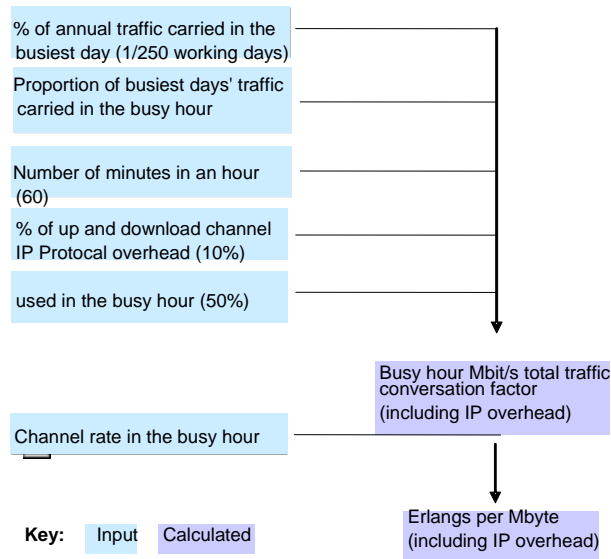 % of annual traffic carried in the
busiest day (1/250 working days)
Proportion of busiest days' traffic
carried in the busy hour
Number of minutes in an hour
(60)
% of up and download channel
IP Protocal overhead (10%)
used in the busy hour (50%)
Busy hour Mbit/s total traffic
conversation factor
(including IP overhead)
Channel rate in the busy hour
Erlangs per Mbyte
(including IP overhead)
Key: Input Calculated